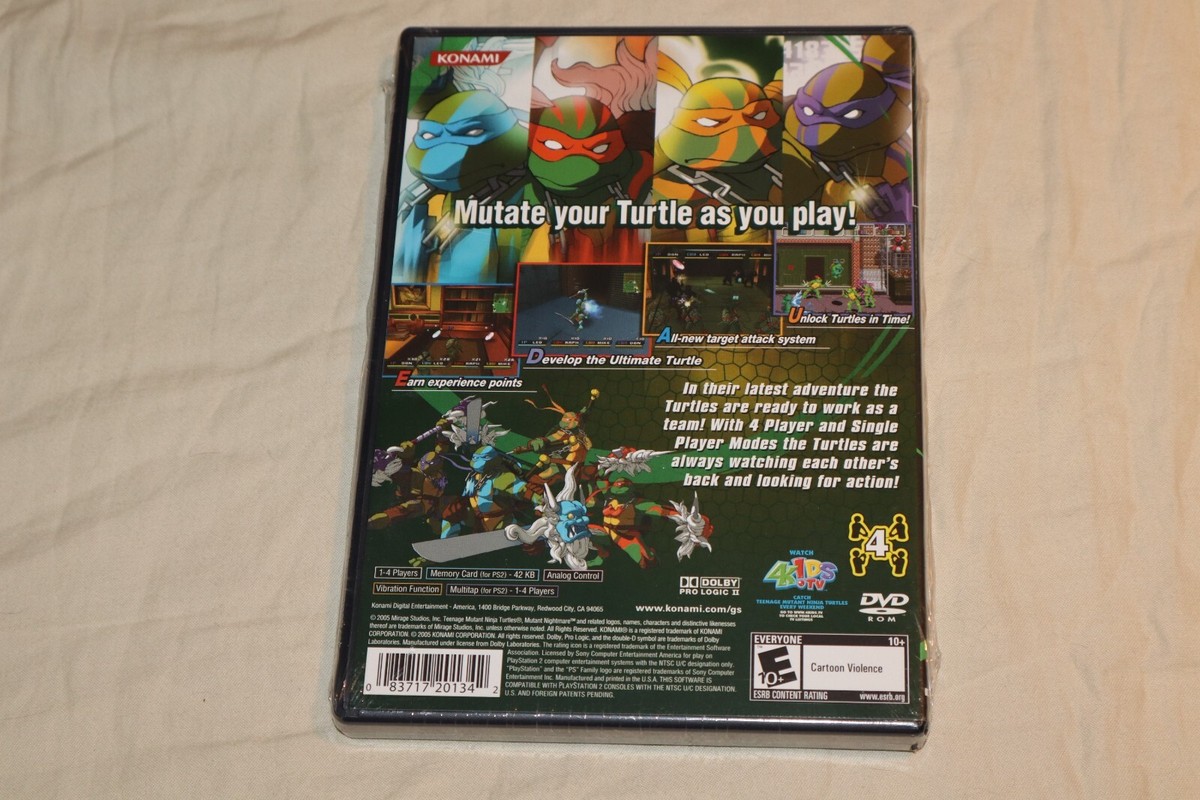 KONAMI
Mutate your Turtle as you play!
Unlock Turtles in Time!
All-new target attack system
Develop the Ultimate Turtle
Earn experience points
In their latest adventure the
Turtles are ready to work as a
team! With 4 Player and Single
Player Modes the Turtles are
always watching each other's
back and looking for action!
4
1-4 Players
Memory Card (for PS2) - 42 KB
Analog Control
Vibration Function
Multitap (for PS2) - 1-4 Players
DOLBY
PRO LOGIC II
WATCH
4KIDS TV
CATCH
TEENAGE MUTANT NINJA TURTLES
EVERY WEEKEND
DVD
ROM
Konami Digital Entertainment - America, 1400 Bridge Parkway, Redwood City, CA 94065
www.konami.com/gs
© 2005 Mirage Studios, Inc. Teenage Mutant Ninja Turtles®, Mutant Nightmare™ and related logos, names, characters and distinctive likenesses
thereof are trademarks of Mirage Studios, Inc. unless otherwise noted. All Rights Reserved. KONAMI® is a registered trademark of KONAMI
CORPORATION. © 2005 KONAMI CORPORATION. All rights reserved. Dolby, Pro Logic, and the double-D symbol are trademarks of Dolby
Laboratories. Manufactured under license from Dolby Laboratories. The rating icon is a registered trademark of the Entertainment Software
Association. Licensed by Sony Computer Entertainment America for play on
PlayStation 2 computer entertainment systems with the NTSC U/C designation only.
"PlayStation" and the "PS" Family logo are registered trademarks of Sony Computer
Entertainment Inc. Manufactured and printed in the U.S.A. THIS SOFTWARE IS
COMPATIBLE WITH PLAYSTATION 2 CONSOLES WITH THE NTSC U/C DESIGNATION.
U.S. AND FOREIGN PATENTS PENDING.
0 83717 20134 2
EVERYONE 10+
E
10+
Cartoon Violence
ESRB CONTENT RATING www.esrb.org